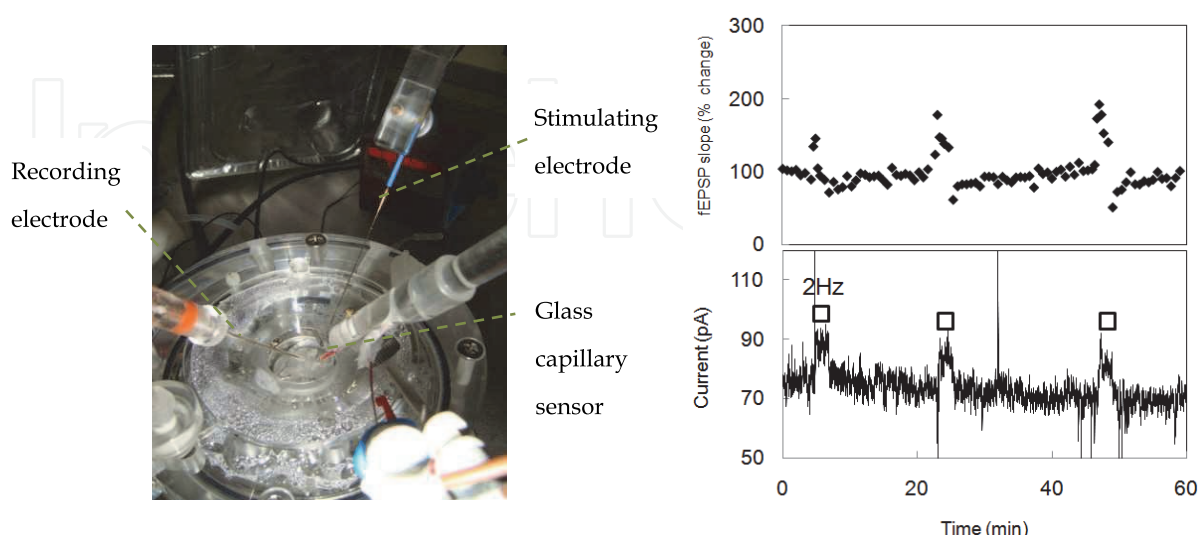 Recording
electrode
Stimulating
electrode
Glass
capillary
sensor
fEPSP slope (% change)
300
200
100
0
Current (pA)
110
90
70
50
2Hz
0
20
40
60
Time (min)